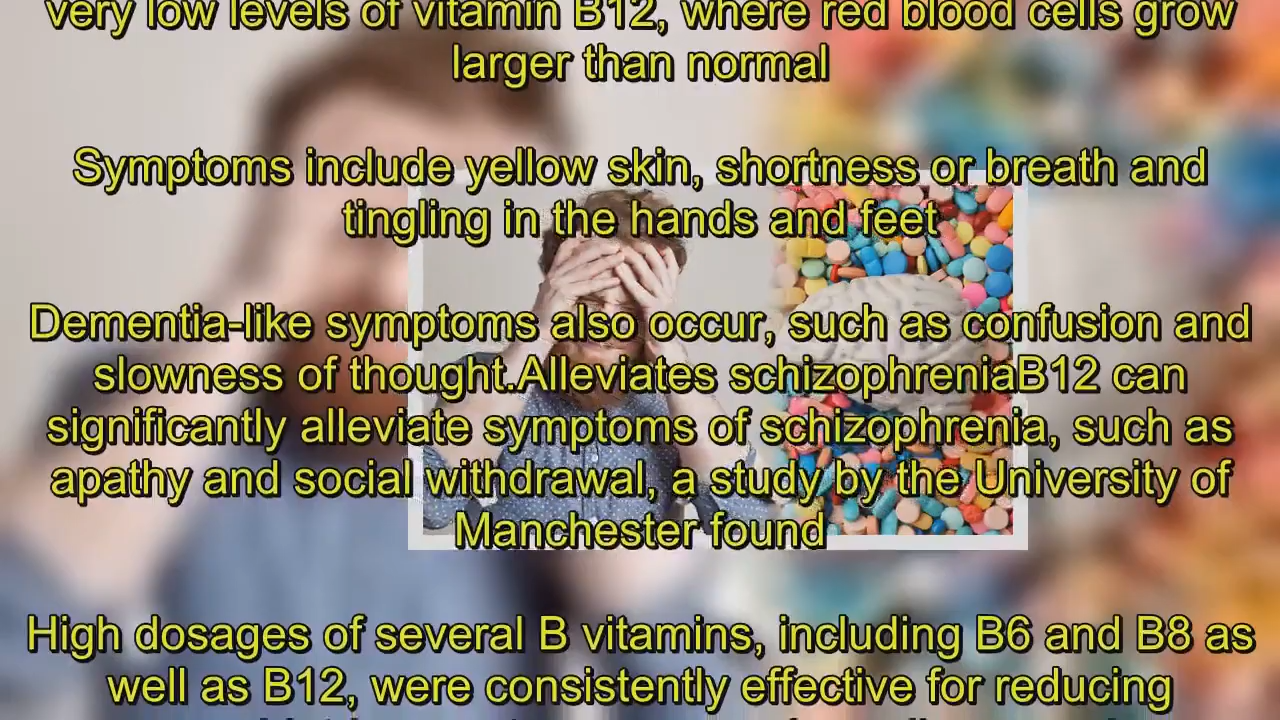 very low levels of vitamin B12, where red blood cells grow
larger than normal
Symptoms include yellow skin, shortness or breath and
tingling in the hands and feet
Dementia-like symptoms also occur, such as confusion and
slowness of thought.Alleviates schizophreniaB12 can
significantly alleviate symptoms of schizophrenia, such as
apathy and social withdrawal, a study by the University of
Manchester found
High dosages of several B vitamins, including B6 and B8 as
well as B12, were consistently effective for reducing